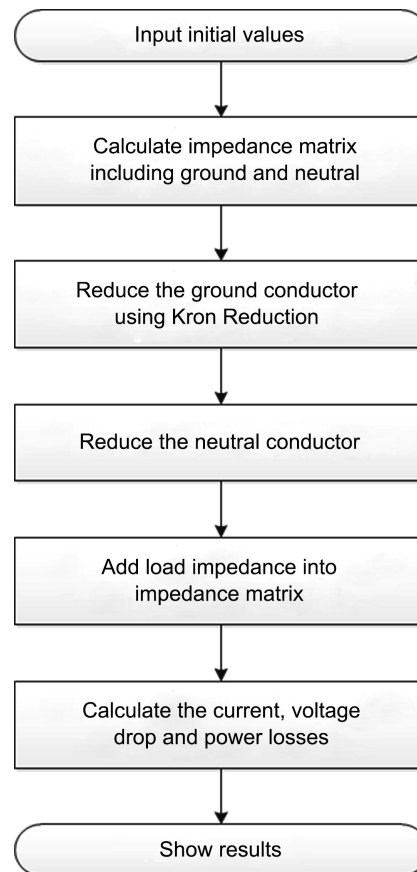 Input initial values
Calculate impedance matrix
including ground and neutral
Reduce the ground conductor
using Kron Reduction
Reduce the neutral conductor
Add load impedance into
impedance matrix
Calculate the current, voltage
drop and power losses
Show results